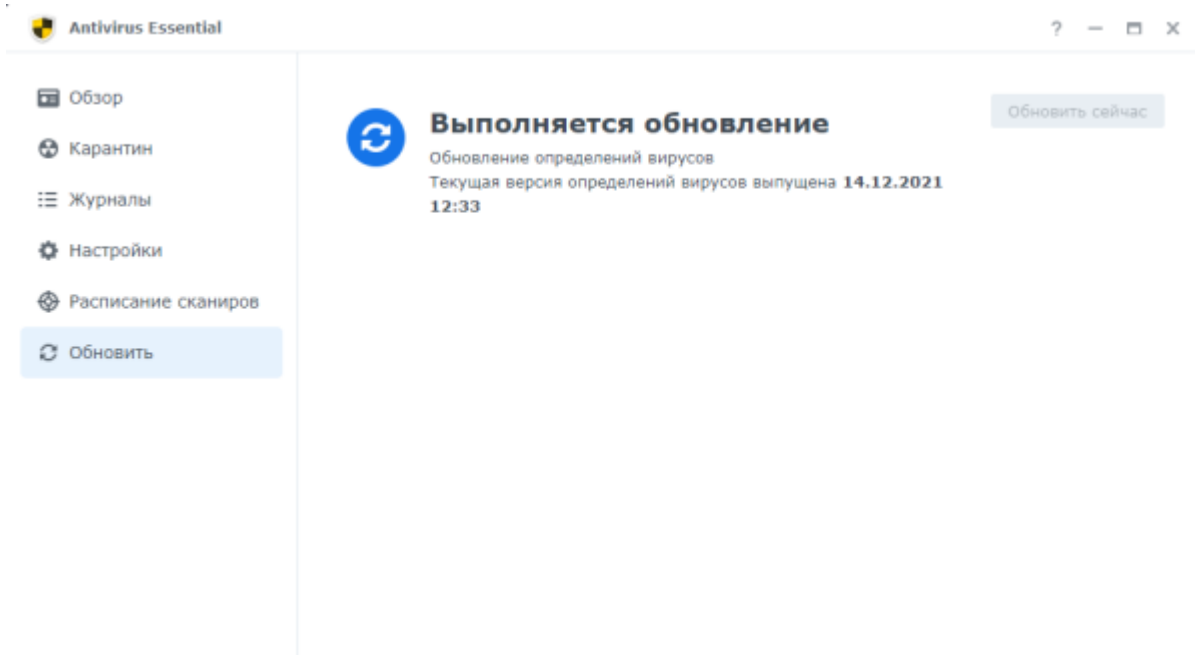 Antivirus Essential
?
Обзор
Карантин
Журналы
Настройки
Расписание сканиров
Обновить
Выполняется обновление
Обновить сейчас
Обновление определений вирусов
Текущая версия определений вирусов выпущена 14.12.2021
12:33